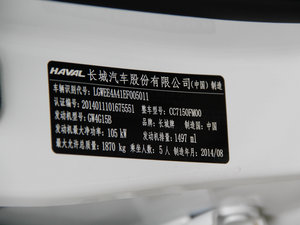 HAVAL 长城汽车股份有限公司 (中国) 制造
车辆识别代号: LGWEE4A41EF005011
识别代号: 2014011101675551 整车型号: CC7150FM00
发动机型号: GW4G15B 品牌: 长城牌 制造国: 中国
发动机最大净功率: 105 kW 发动机排量: 1497 ml
最大允许总质量: 1870 kg 乘坐人数: 5 人 制造年月: 2014/08